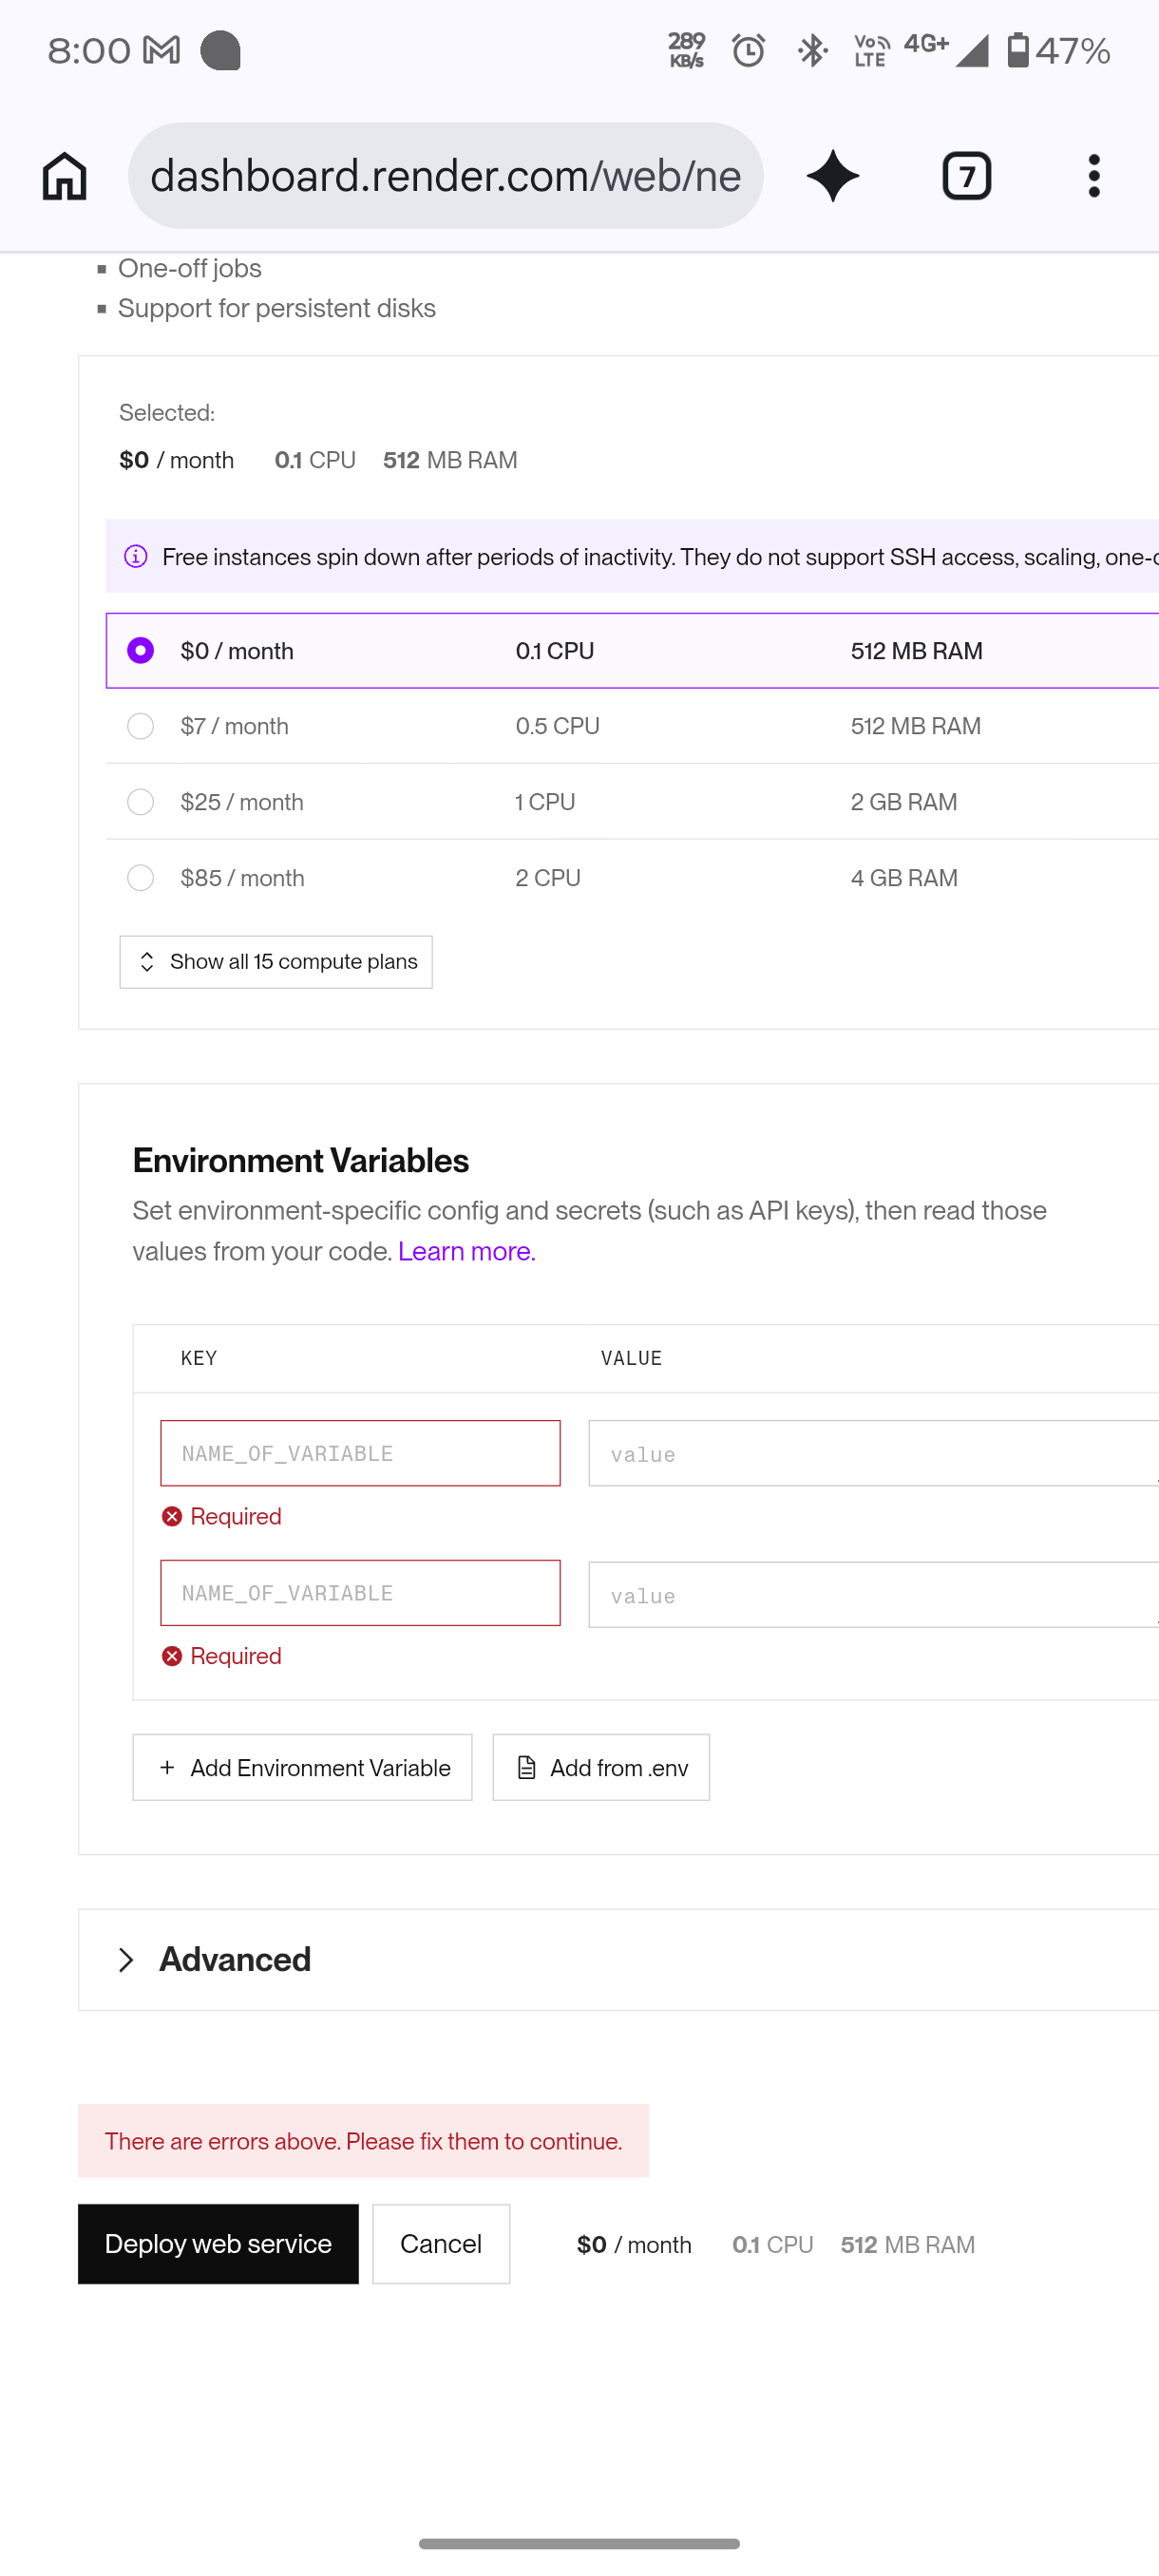 8:00
289
KB/s
Vo
LTE
4G+
47%
dashboard.render.com/web/ne
7
One-off jobs
Support for persistent disks
Selected:
$0 / month 0.1 CPU 512 MB RAM
Free instances spin down after periods of inactivity. They do not support SSH access, scaling, one-
$0 / month 0.1 CPU 512 MB RAM
$7 / month 0.5 CPU 512 MB RAM
$25 / month 1 CPU 2 GB RAM
$85 / month 2 CPU 4 GB RAM
Show all 15 compute plans
Environment Variables
Set environment-specific config and secrets (such as API keys), then read those
values from your code. Learn more.
KEY VALUE
NAME_OF_VARIABLE value
Required
NAME_OF_VARIABLE value
Required
+ Add Environment Variable Add from .env
Advanced
There are errors above. Please fix them to continue.
Deploy web service Cancel $0 / month 0.1 CPU 512 MB RAM